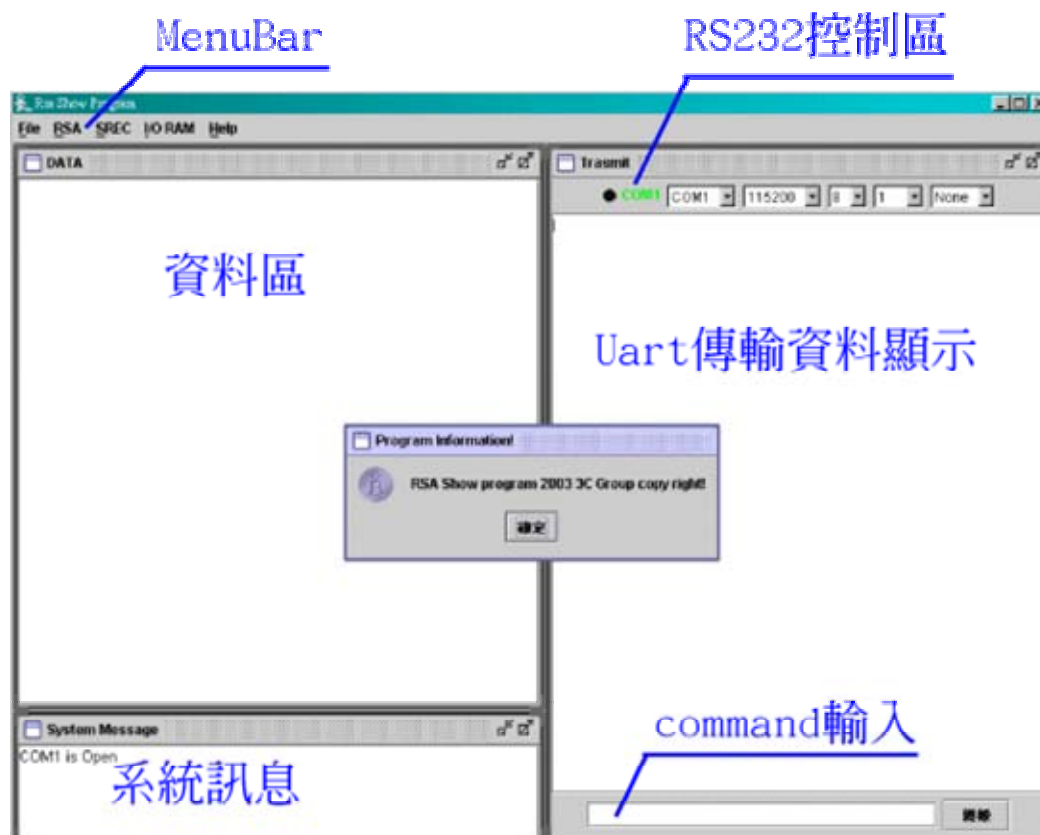 MenuBar
RS232控制區
Rsa Show Program
File RSA SREC I/O RAM Help
DATA
Trasmit
COM1 COM1 115200 8 1 None
資料區
Uart傳輸資料顯示
Program Information!
RSA Show program 2003 3C Group copy right!
確定
System Message
COM1 is Open
系統訊息
command輸入